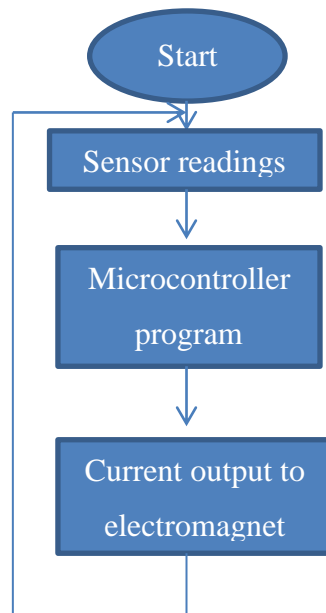 Start
Sensor readings
Microcontroller
program
Current output to
electromagnet